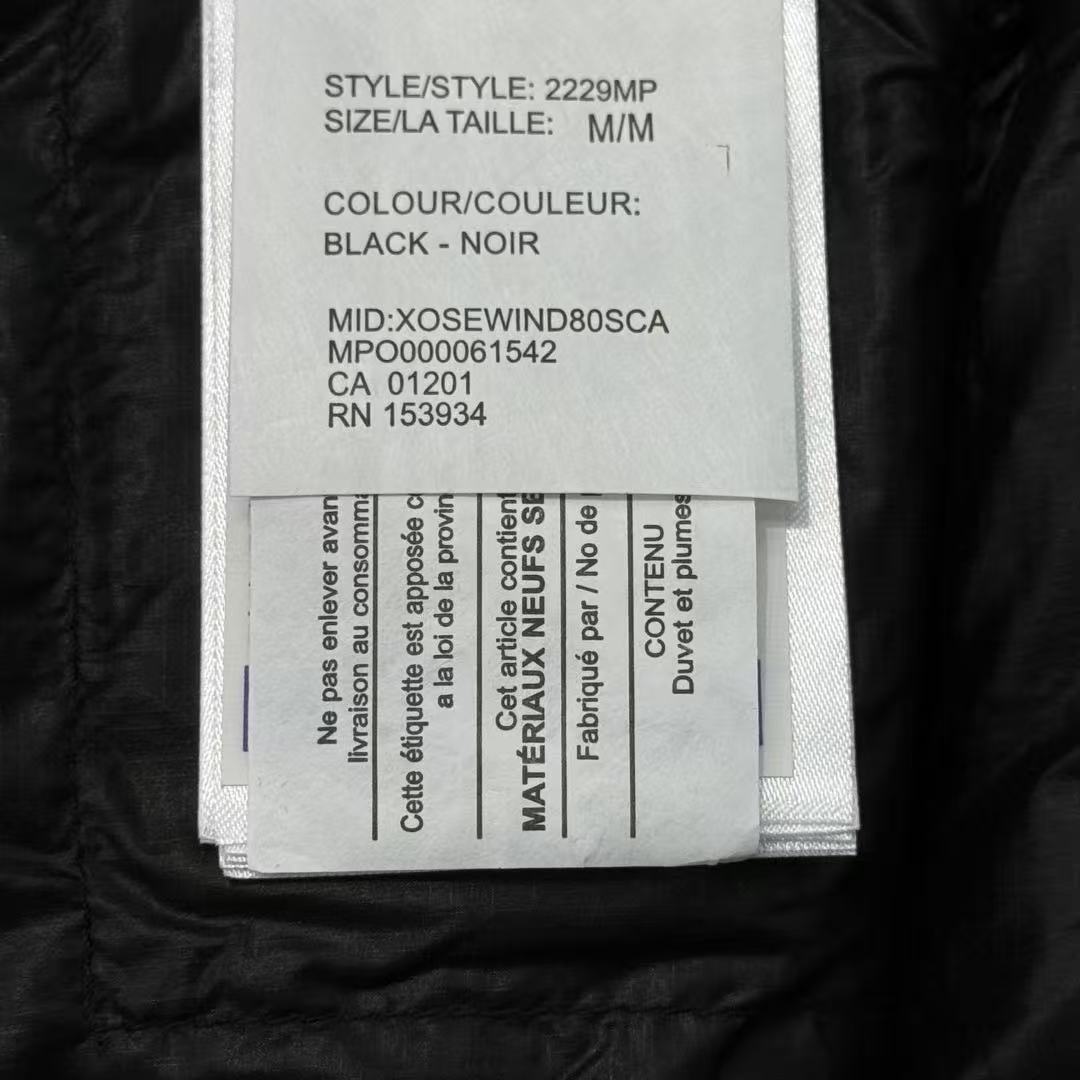 STYLE/STYLE: 2229MP
SIZE/LA TAILLE: M/M
COLOUR/COULEUR:
BLACK - NOIR
MID:XOSEWIND80SCA
MPO000061542
CA 01201
RN 153934
Ne pas enlever avan
livraison au consomma
Cette étiquette est apposée c
a la loi de la provin
Cet article contient
MATÉRIAUX NEUFS SE
Fabriqué par / No de
CONTENU
Duvet et plumes